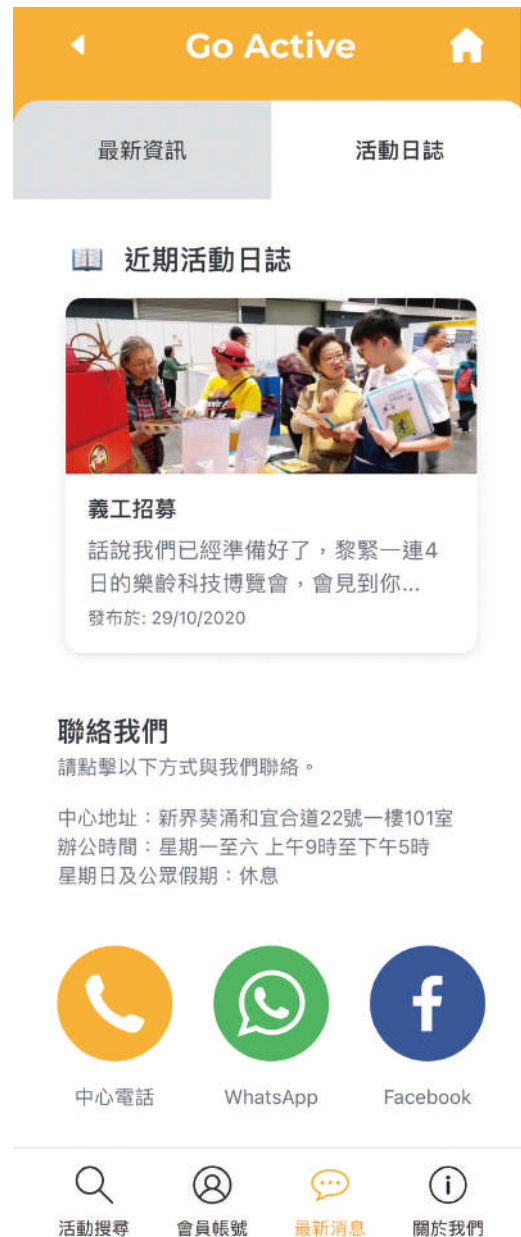 Go Active
最新資訊
活動日誌
近期活動日誌
義工招募
話說我們已經準備好了，黎緊一連4
日的樂齡科技博覽會，會見到你...
發布於: 29/10/2020
聯絡我們
請點擊以下方式與我們聯絡。
中心地址：新界葵涌和宜合道22號一樓101室
辦公時間：星期一至六 上午9時至下午5時
星期日及公眾假期：休息
中心電話
WhatsApp
Facebook
活動搜尋
會員帳號
最新消息
關於我們